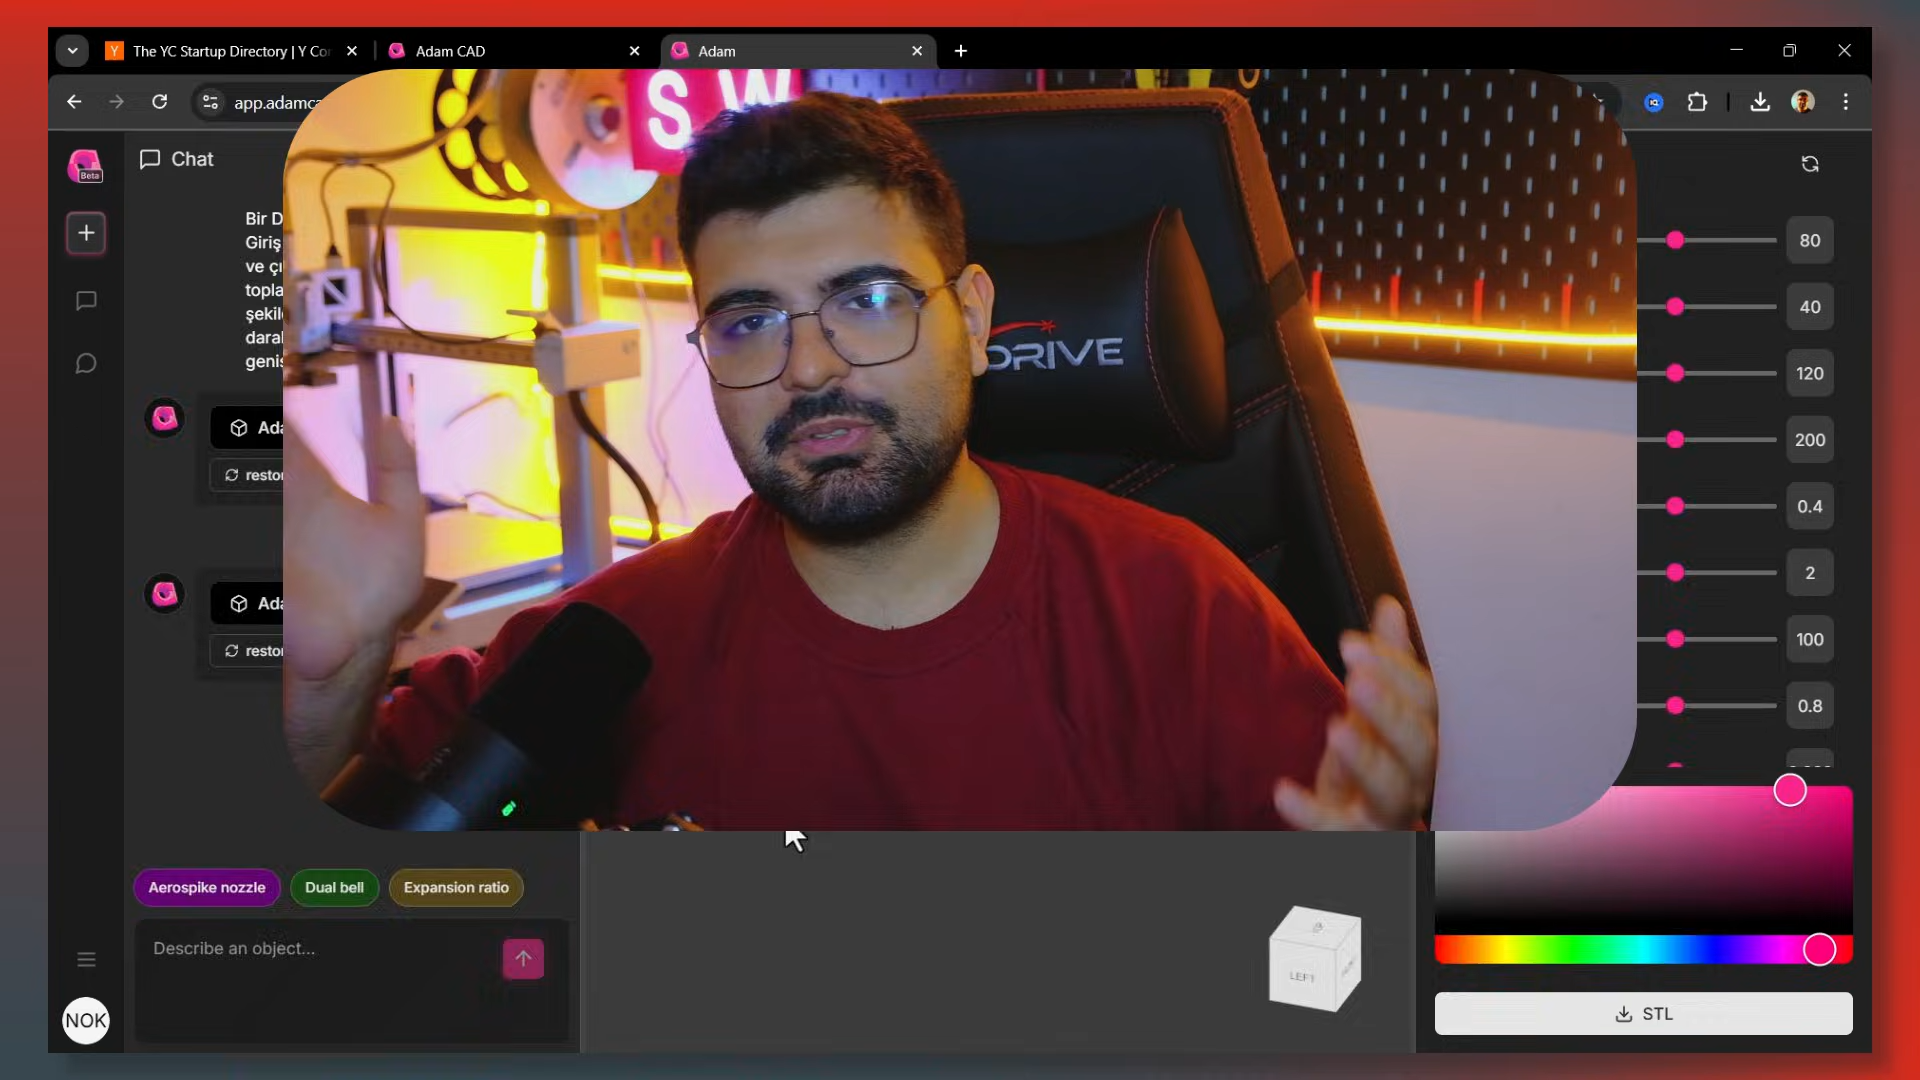 The YC Startup Directory | Y Co
Adam CAD
Adam
app.adamca
Beta
Chat
Bir D
Giriş
ve çı
topla
şekil
daral
geniş
Ada
resto
Ada
resto
S W
DRIVE
80
40
120
200
0.4
2
100
0.8
Aerospike nozzle
Dual bell
Expansion ratio
Describe an object...
LEFT
NOK
STL